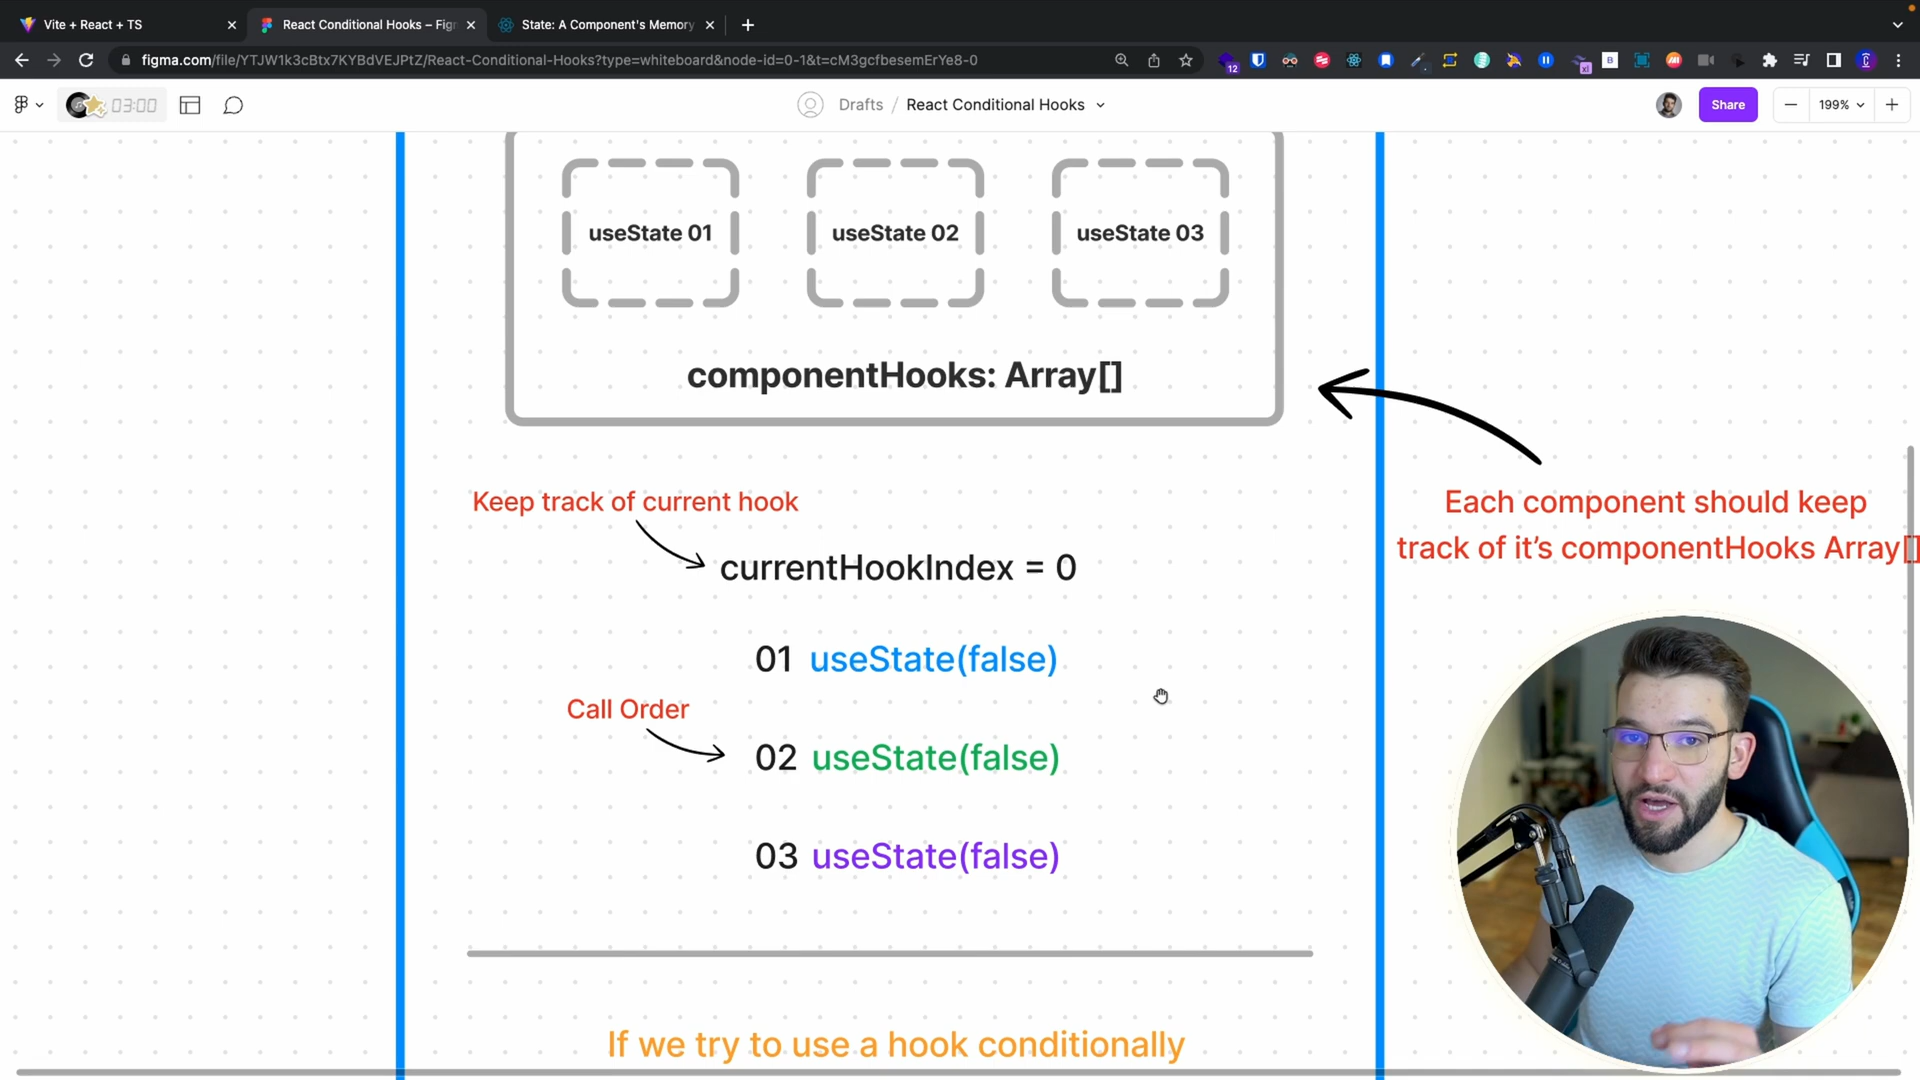 Vite + React + TS
React Conditional Hooks – Fig
State: A Component's Memory
figma.com/file/YTJW1k3cBtx7KYBdVEJPtZ/React-Conditional-Hooks?type=whiteboard&node-id=0-1&t=cM3gcfbesemErYe8-0
12
xl
B
03:00
Drafts / React Conditional Hooks
Share
199%
useState 01
useState 02
useState 03
componentHooks: Array[]
Keep track of current hook
currentHookIndex = 0
Each component should keep
track of it's componentHooks Array[]
01 useState(false)
Call Order
02 useState(false)
03 useState(false)
If we try to use a hook conditionally